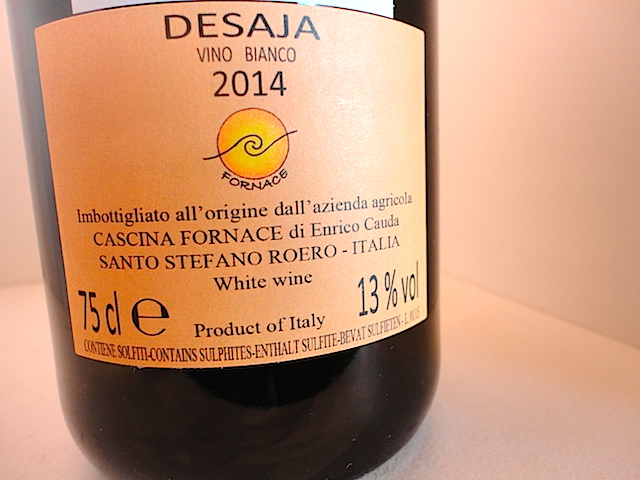 DESAJA
VINO BIANCO
2014
FORNACE
Imbottigliato all'origine dall'azienda agricola
CASCINA FORNACE di Enrico Cauda
SANTO STEFANO ROERO - ITALIA
White wine
75 cl e
Product of Italy
13 % vol
CONTIENE SOLFITI-CONTAINS SULPHITES-ENTHALT SULFITE-BEVAT SULFIETEN - L.